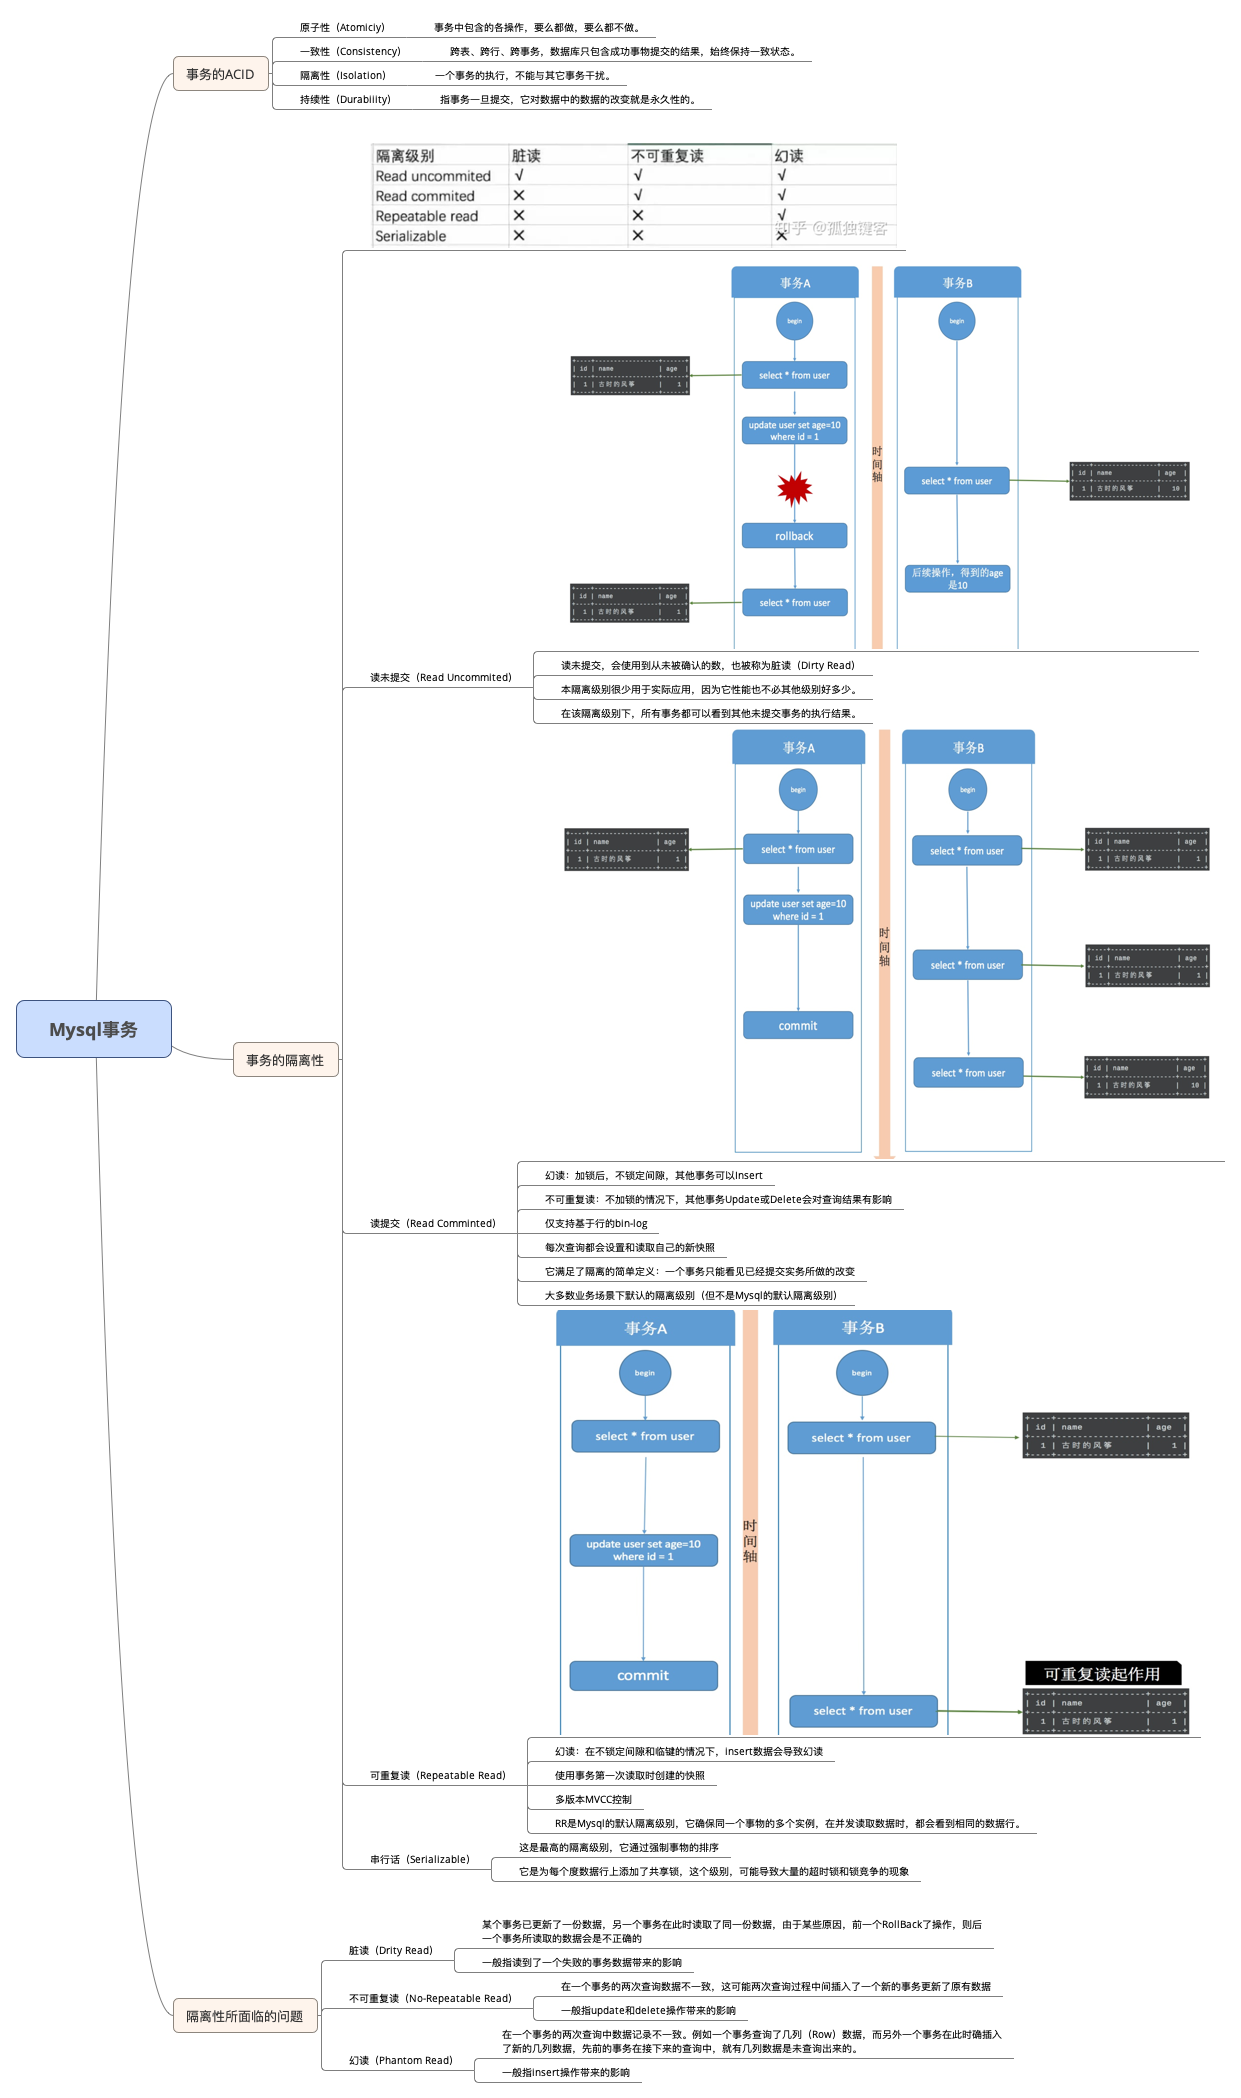 原子性（Atomiciy） 事务中包含的各操作，要么都做，要么都不做。
一致性（Consistency） 跨表、跨行、跨事务，数据库只包含成功事物提交的结果，始终保持一致状态。
事务的ACID
隔离性（Isolation） 一个事务的执行，不能与其它事务干扰。
持续性（Durabiiity） 指事务一旦提交，它对数据中的数据的改变就是永久性的。
隔离级别 脏读 不可重复读 幻读
Read uncommited √ √ √
Read commited × √ √
Repeatable read × × √
Serializable × × ×
知乎 @孤独键客
事务A 事务B
begin begin
select * from user
| id | name | age |
| 1 | 古时的风筝 | 1 |
update user set age=10
where id = 1
时间轴
select * from user
| id | name | age |
| 1 | 古时的风筝 | 10 |
rollback
后续操作，得到的age
是10
select * from user
| id | name | age |
| 1 | 古时的风筝 | 1 |
读未提交（Read Uncommited）
读未提交，会使用到从未被确认的数，也被称为脏读（Dirty Read）
本隔离级别很少用于实际应用，因为它性能也不必其他级别好多少。
在该隔离级别下，所有事务都可以看到其他未提交事务的执行结果。
事务A 事务B
begin begin
select * from user select * from user
| id | name | age | | id | name | age |
| 1 | 古时的风筝 | 1 | | 1 | 古时的风筝 | 1 |
update user set age=10
where id = 1
时间轴
select * from user
| id | name | age |
| 1 | 古时的风筝 | 1 |
commit
select * from user
| id | name | age |
| 1 | 古时的风筝 | 10 |
Mysql事务
事务的隔离性
读提交（Read Comminted）
幻读：加锁后，不锁定间隙，其他事务可以Insert
不可重复读：不加锁的情况下，其他事务Update或Delete会对查询结果有影响
仅支持基于行的bin-log
每次查询都会设置和读取自己的新快照
它满足了隔离的简单定义：一个事务只能看见已经提交实务所做的改变
大多数业务场景下默认的隔离级别（但不是Mysql的默认隔离级别）
事务A 事务B
begin begin
select * from user select * from user
| id | name | age |
| 1 | 古时的风筝 | 1 |
时间轴
update user set age=10
where id = 1
commit
可重复读起作用
select * from user
| id | name | age |
| 1 | 古时的风筝 | 1 |
可重复读（Repeatable Read）
幻读：在不锁定间隙和临键的情况下，insert数据会导致幻读
使用事务第一次读取时创建的快照
多版本MVCC控制
RR是Mysql的默认隔离级别，它确保同一个事物的多个实例，在并发读取数据时，都会看到相同的数据行。
串行话（Serializable）
这是最高的隔离级别，它通过强制事物的排序
它是为每个度数据行上添加了共享锁，这个级别，可能导致大量的超时锁和锁竞争的现象
隔离性所面临的问题
脏读（Drity Read）
某个事务已更新了一份数据，另一个事务在此时读取了同一份数据，由于某些原因，前一个RollBack了操作，则后
一个事务所读取的数据会是不正确的
一般指读到了一个失败的事务数据带来的影响
不可重复读（No-Repeatable Read）
在一个事务的两次查询数据不一致，这可能两次查询过程中间插入了一个新的事务更新了原有数据
一般指update和delete操作带来的影响
幻读（Phantom Read）
在一个事务的两次查询中数据记录不一致。例如一个事务查询了几列（Row）数据，而另外一个事务在此时确插入
了新的几列数据，先前的事务在接下来的查询中，就有几列数据是未查询出来的。
一般指insert操作带来的影响